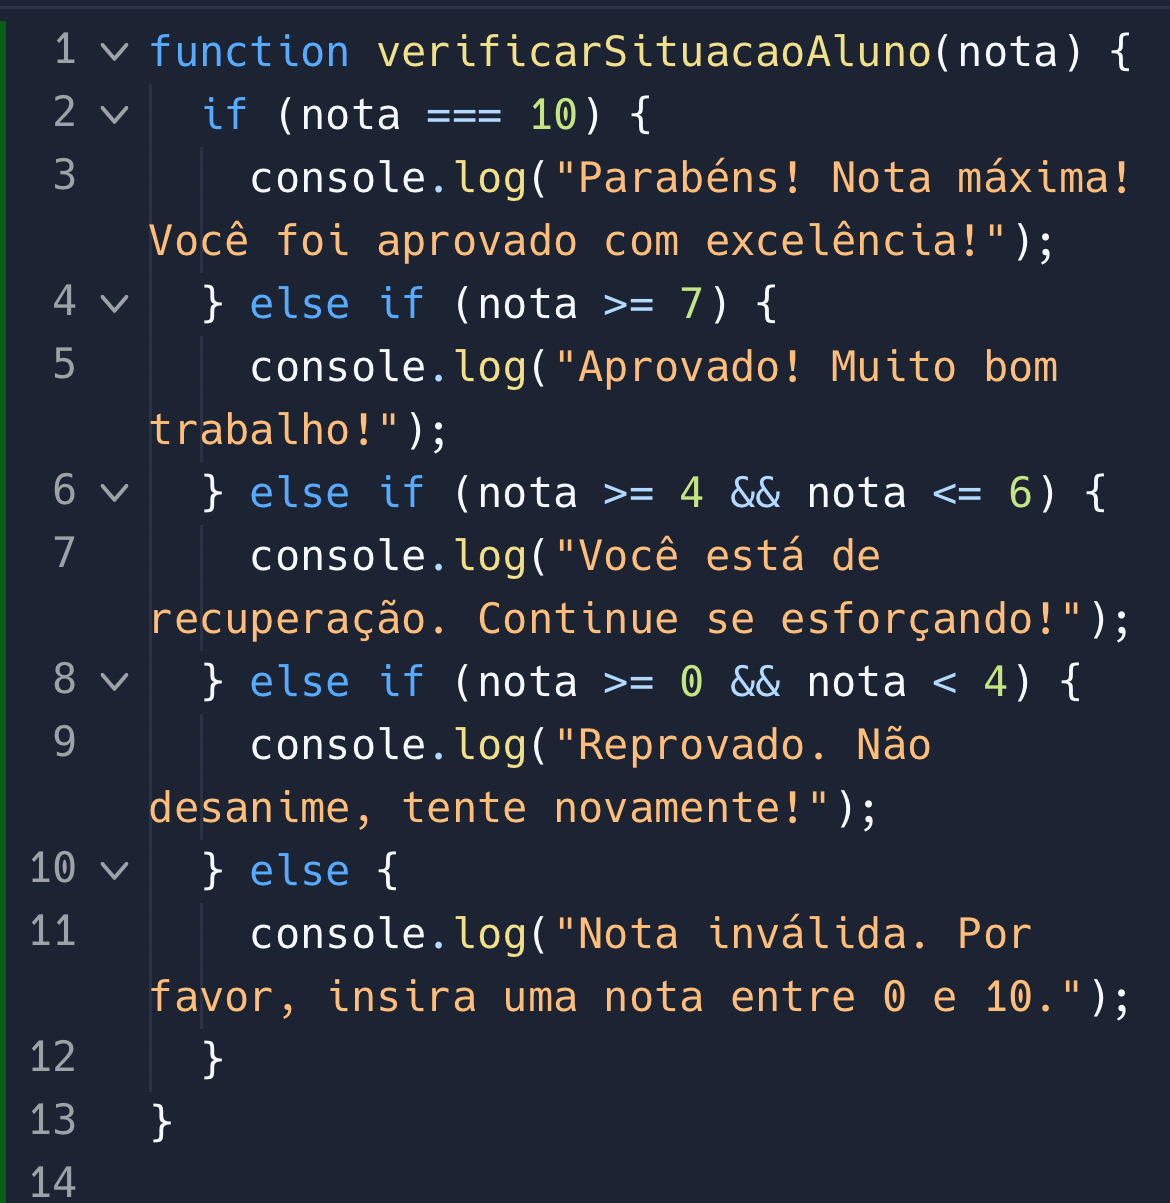 1 function verificarSituacaoAluno(nota) {
2 if (nota === 10) {
3 console.log("Parabéns! Nota máxima!
Você foi aprovado com excelência!");
4 } else if (nota >= 7) {
5 console.log("Aprovado! Muito bom
trabalho!");
6 } else if (nota >= 4 && nota <= 6) {
7 console.log("Você está de
recuperação. Continue se esforçando!");
8 } else if (nota >= 0 && nota < 4) {
9 console.log("Reprovado. Não
desanime, tente novamente!");
10 } else {
11 console.log("Nota inválida. Por
favor, insira uma nota entre 0 e 10.");
12 }
13 }
14